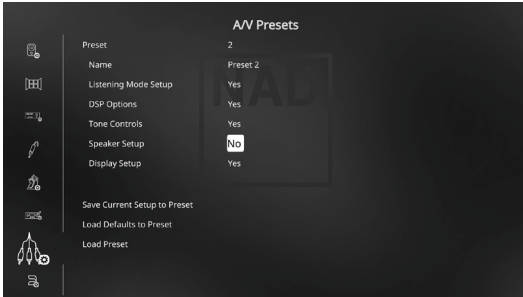 A/V Presets
Preset 2
Name Preset 2
Listening Mode Setup Yes
DSP Options Yes
Tone Controls Yes
Speaker Setup No
Display Setup Yes
Save Current Setup to Preset
Load Defaults to Preset
Load Preset
NAD